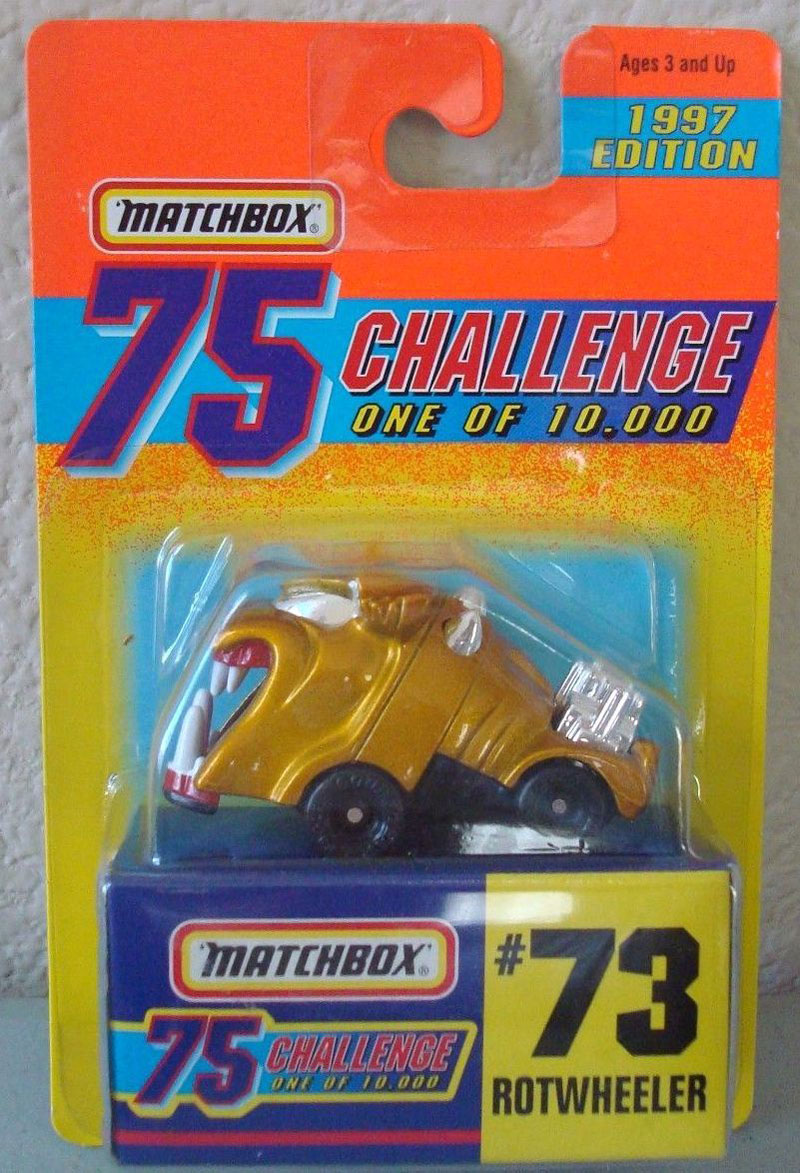 Ages 3 and Up
1997
EDITION
"MATCHBOX"®
75
CHALLENGE
ONE OF 10.000
"MATCHBOX"®
75
CHALLENGE
ONE OF 10.000
#73
ROTWHEELER